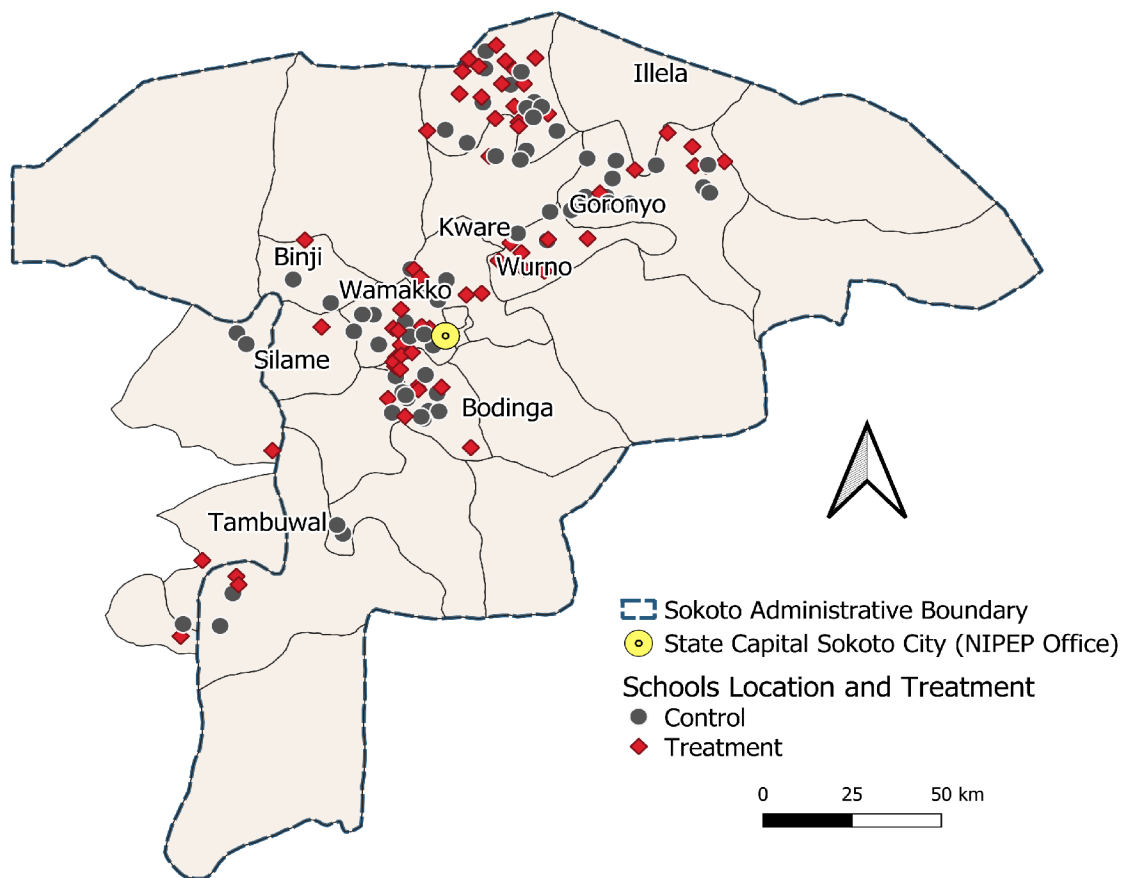 Illela
Goronyo
Kware
Wurno
Binji
Wamakko
Silame
Bodinga
Tambuwal
Sokoto Administrative Boundary
State Capital Sokoto City (NIPEP Office)
Schools Location and Treatment
Control
Treatment
0 25 50 km